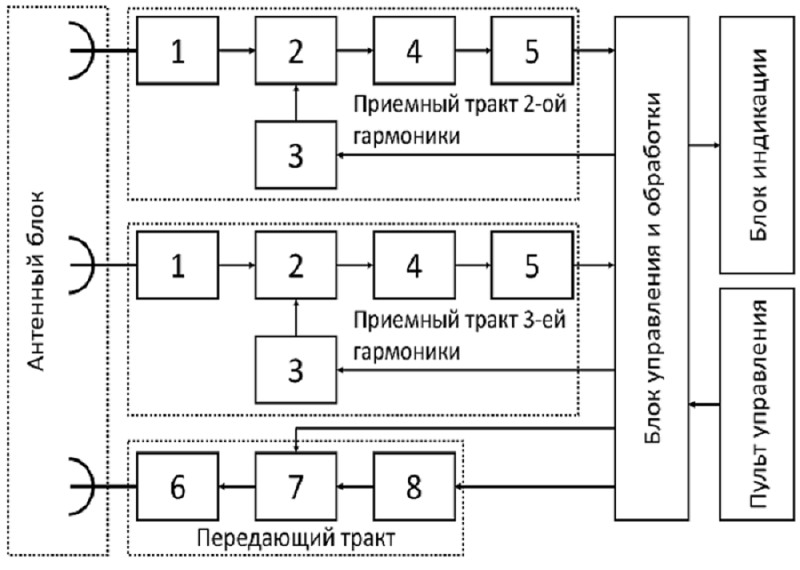 Антенный блок
1
2
4
5
Приемный тракт 2-ой
гармоники
3
1
2
4
5
Приемный тракт 3-ей
гармоники
3
6
7
8
Передающий тракт
Блок управления и обработки
Блок индикации
Пульт управления